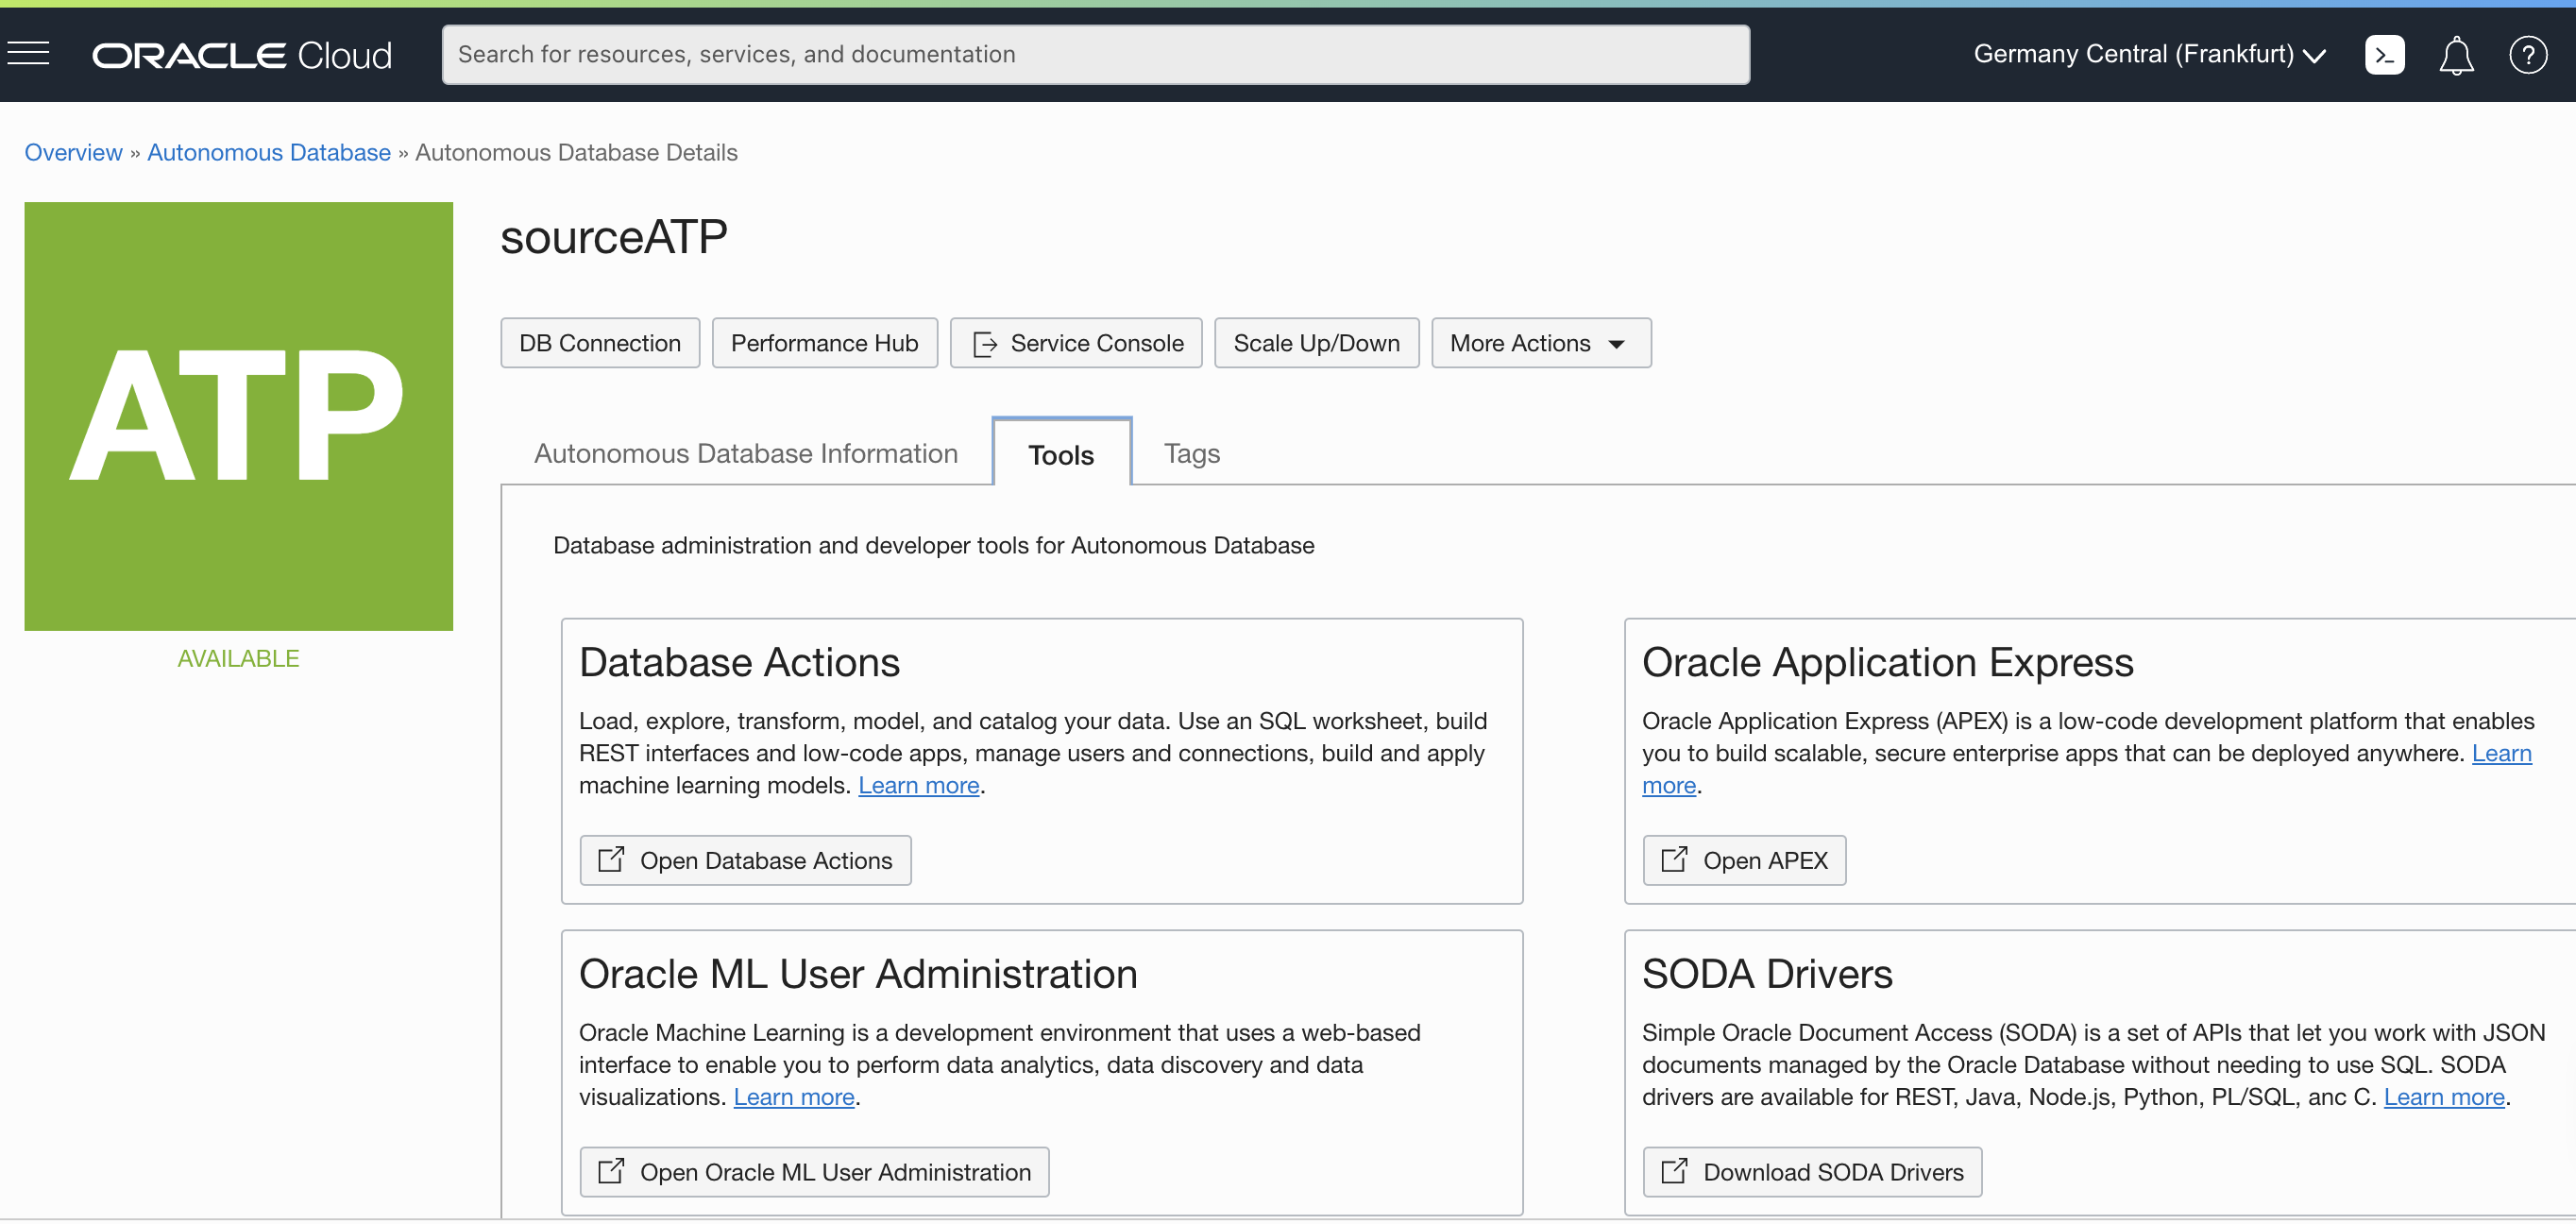 ORACLE Cloud
Search for resources, services, and documentation
Germany Central (Frankfurt)
Overview » Autonomous Database » Autonomous Database Details
ATP
AVAILABLE
sourceATP
DB Connection
Performance Hub
Service Console
Scale Up/Down
More Actions
Autonomous Database Information
Tools
Tags
Database administration and developer tools for Autonomous Database
Database Actions
Load, explore, transform, model, and catalog your data. Use an SQL worksheet, build
REST interfaces and low-code apps, manage users and connections, build and apply
machine learning models. Learn more.
Open Database Actions
Oracle Application Express
Oracle Application Express (APEX) is a low-code development platform that enables
you to build scalable, secure enterprise apps that can be deployed anywhere. Learn
more.
Open APEX
Oracle ML User Administration
Oracle Machine Learning is a development environment that uses a web-based
interface to enable you to perform data analytics, data discovery and data
visualizations. Learn more.
Open Oracle ML User Administration
SODA Drivers
Simple Oracle Document Access (SODA) is a set of APIs that let you work with JSON
documents managed by the Oracle Database without needing to use SQL. SODA
drivers are available for REST, Java, Node.js, Python, PL/SQL, anc C. Learn more.
Download SODA Drivers